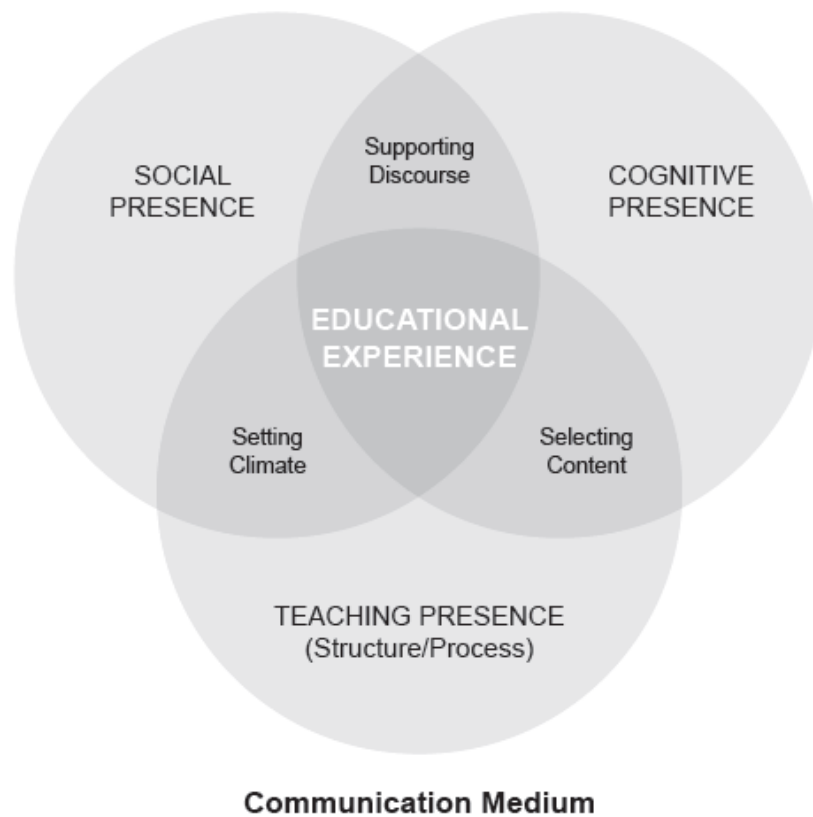 Supporting
Discourse
SOCIAL
PRESENCE
COGNITIVE
PRESENCE
EDUCATIONAL
EXPERIENCE
Setting
Climate
Selecting
Content
TEACHING PRESENCE
(Structure/Process)
Communication Medium